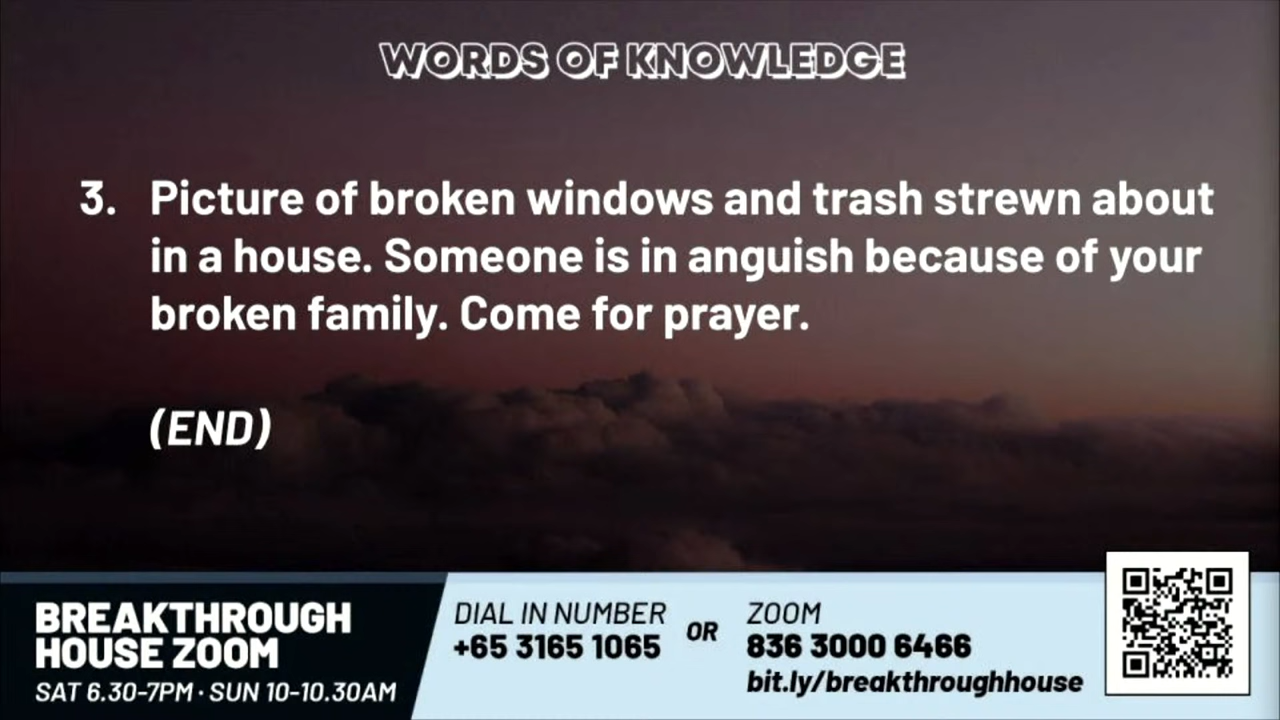 WORDS OF KNOWLEDGE
3. Picture of broken windows and trash strewn about
in a house. Someone is in anguish because of your
broken family. Come for prayer.
(END)
BREAKTHROUGH
HOUSE ZOOM
SAT 6.30-7PM · SUN 10-10.30AM
DIAL IN NUMBER
+65 3165 1065
OR
ZOOM
836 3000 6466
bit.ly/breakthroughhouse